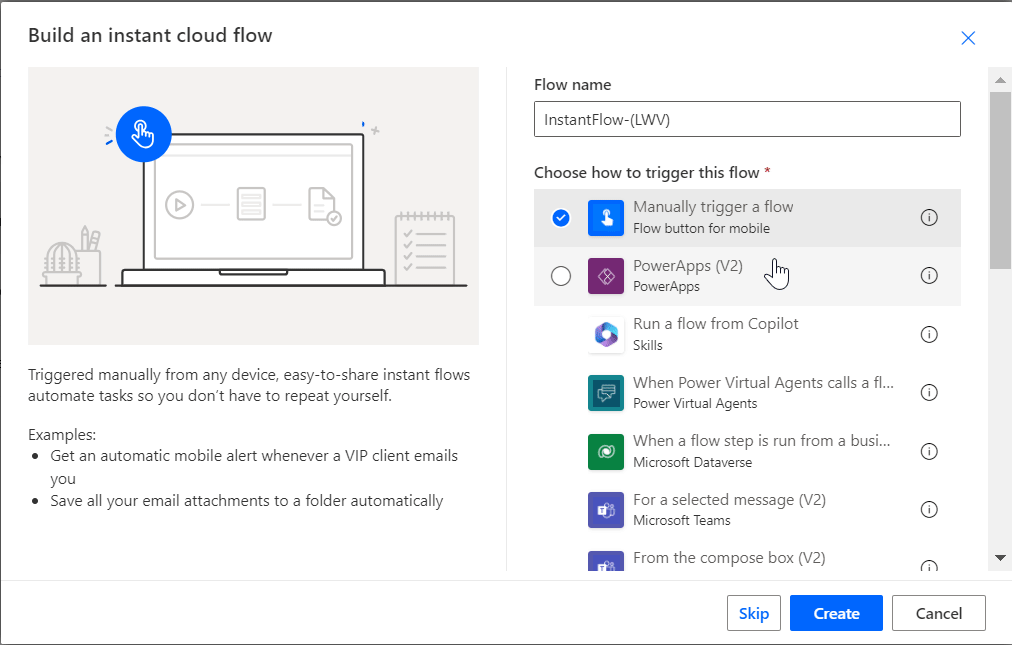 Build an instant cloud flow
Flow name
InstantFlow-(LWV)
Choose how to trigger this flow *
Manually trigger a flow
Flow button for mobile
PowerApps (V2)
PowerApps
Run a flow from Copilot
Skills
When Power Virtual Agents calls a fl...
Power Virtual Agents
When a flow step is run from a busi...
Microsoft Dataverse
For a selected message (V2)
Microsoft Teams
From the compose box (V2)
Triggered manually from any device, easy-to-share instant flows
automate tasks so you don’t have to repeat yourself.
Examples:
• Get an automatic mobile alert whenever a VIP client emails
you
• Save all your email attachments to a folder automatically
Skip
Create
Cancel